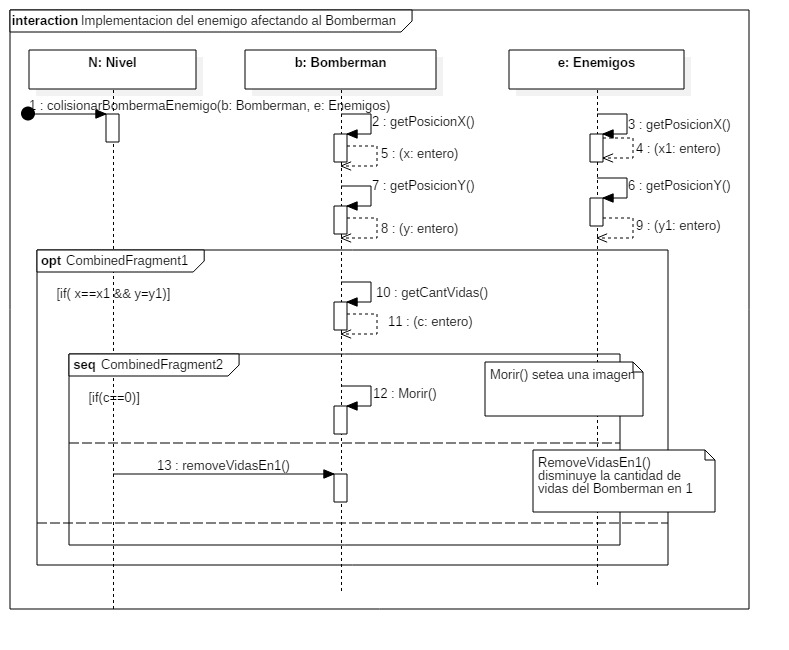 interaction Implementacion del enemigo afectando al Bomberman
N: Nivel
b: Bomberman
e: Enemigos
1 : colisionarBombermaEnemigo(b: Bomberman, e: Enemigos)
2 : getPosicionX()
3 : getPosicionX()
4 : (x1: entero)
5 : (x: entero)
7 : getPosicionY()
6 : getPosicionY()
8 : (y: entero)
9 : (y1: entero)
opt CombinedFragment1
[if( x==x1 && y=y1)]
10 : getCantVidas()
11 : (c: entero)
seq CombinedFragment2
Morir() setea una imagen
[if(c==0)]
12 : Morir()
13 : removeVidasEn1()
RemoveVidasEn1()
disminuye la cantidad de
vidas del Bomberman en 1